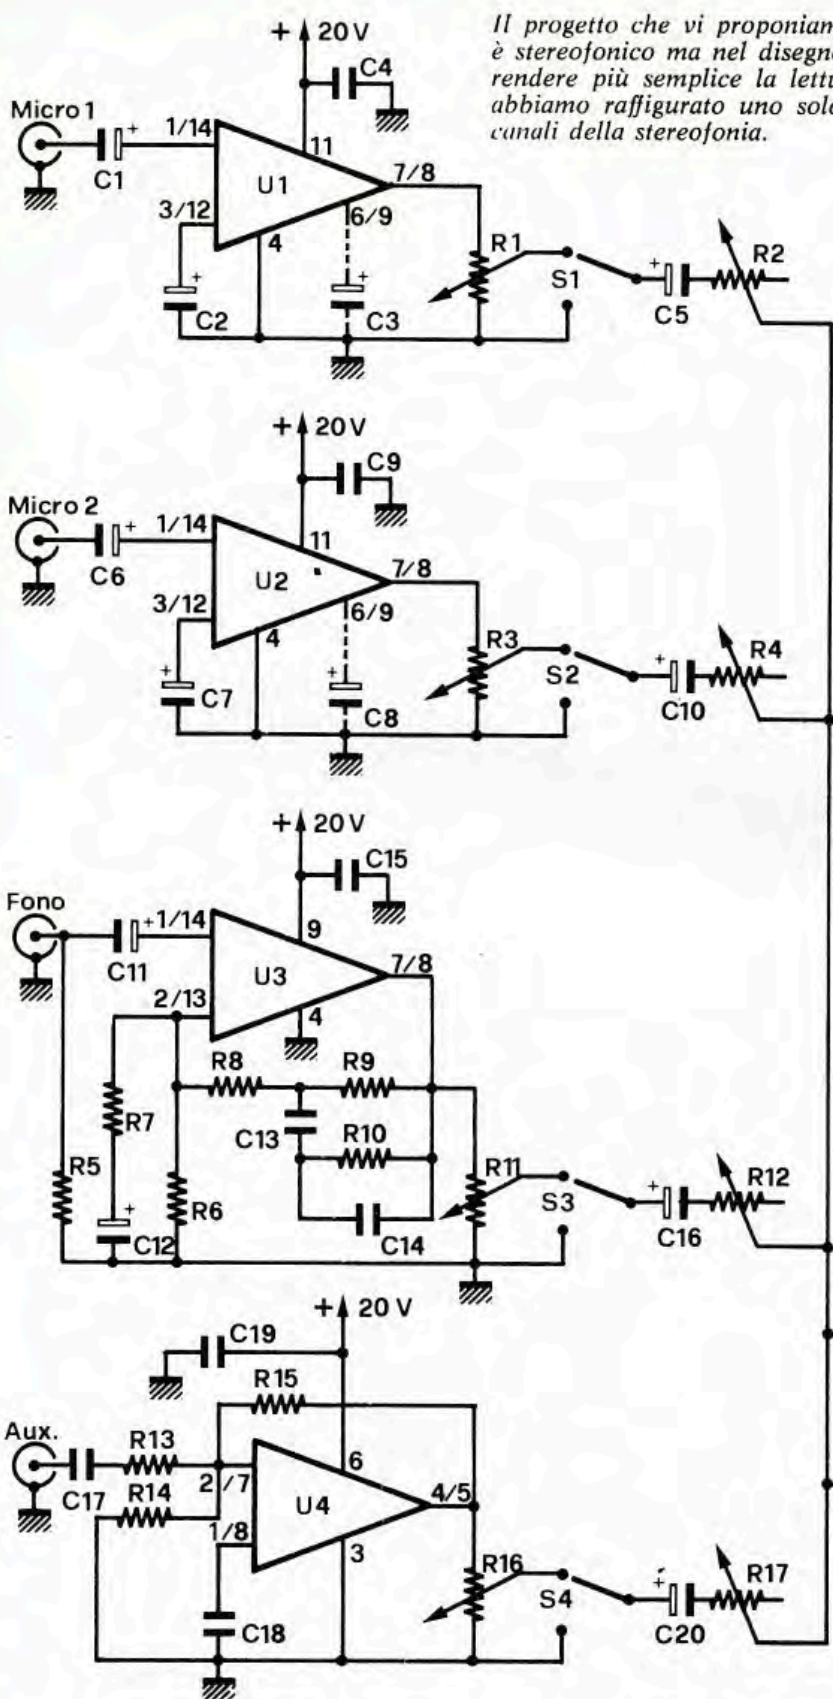 Il progetto che vi proponiam
è stereofonico ma nel disegno
rendere più semplice la lettu
abbiamo raffigurato uno solo
canali della stereofonia.
+ 20 V
C4
Micro 1
+
1/14
11
C1
U1
7/8
3/12
6/9
4
R1
R2
+
+
S1
+
C2
C3
C5
+ 20 V
C9
Micro 2
+
1/14
11
C6
U2
7/8
3/12
6/9
4
R3
R4
+
+
S2
+
C7
C8
C10
+ 20 V
C15
Fono
+
1/14
9
C11
U3
7/8
2/13
4
R8
R9
R7
C13
R10
R5
R11
R12
+
R6
S3
+
C12
C14
C16
+ 20 V
C19
R15
Aux.
R13
6
2/7
C17
R14
U4
4/5
1/8
3
R16
R17
S4
+
C18
C20